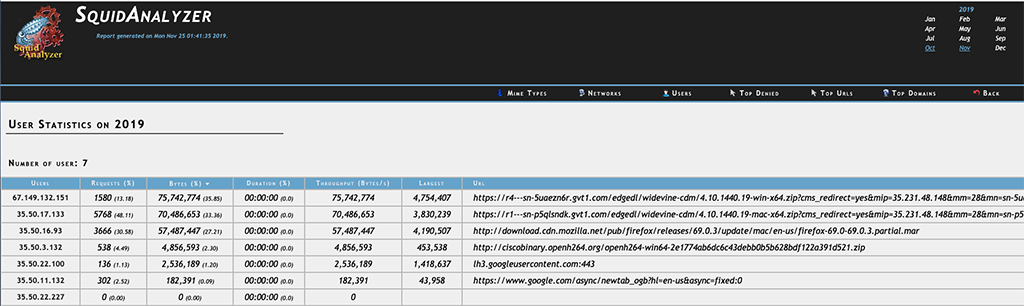 SquidAnalyzer
Report generated on Mon Nov 25 01:41:35 2019.
Squid
Analyzer
2019
Jan Feb Mar
Apr May Jun
Jul Aug Sep
Oct Nov Dec
Mime Types Networks Users Top Denied Top Urls Top Domains Back
User Statistics on 2019
Number of user: 7
Users Requests (%) Bytes (%) Duration (%) Throughput (Bytes/s) Largest Url
67.149.132.151 1580 (13.18) 75,742,774 (35.85) 00:00:00 (0.0) 75,742,774 4,754,407 https://r4---sn-5uaezn6r.gvt1.com/edgedl/widevine-cdm/4.10.1440.19-win-x64.zip?cms_redirect=yes&mip=35.231.48.148&mm=28&mn=sn-5u
35.50.17.133 5768 (48.11) 70,486,653 (33.36) 00:00:00 (0.0) 70,486,653 3,830,239 https://r1---sn-p5qlsndk.gvt1.com/edgedl/widevine-cdm/4.10.1440.19-mac-x64.zip?cms_redirect=yes&mip=35.231.48.148&mm=28&mn=sn-p
35.50.16.93 3666 (30.58) 57,487,447 (27.21) 00:00:00 (0.0) 57,487,447 4,190,507 http://download.cdn.mozilla.net/pub/firefox/releases/69.0.3/update/mac/en-us/firefox-69.0-69.0.3.partial.mar
35.50.3.132 538 (4.49) 4,856,593 (2.30) 00:00:00 (0.0) 4,856,593 453,538 http://ciscobinary.openh264.org/openh264-win64-2e1774ab6dc6c43debb0b5b628bdf122a391d521.zip
35.50.22.100 136 (1.13) 2,536,189 (1.20) 00:00:00 (0.0) 2,536,189 1,418,637 lh3.googleusercontent.com:443
35.50.11.132 302 (2.52) 182,391 (0.09) 00:00:00 (0.0) 182,391 43,958 https://www.google.com/async/newtab_ogb?hl=en-us&async=fixed:0
35.50.22.227 0 (0.00) 0 (0.00) 00:00:00 (0.0) 0